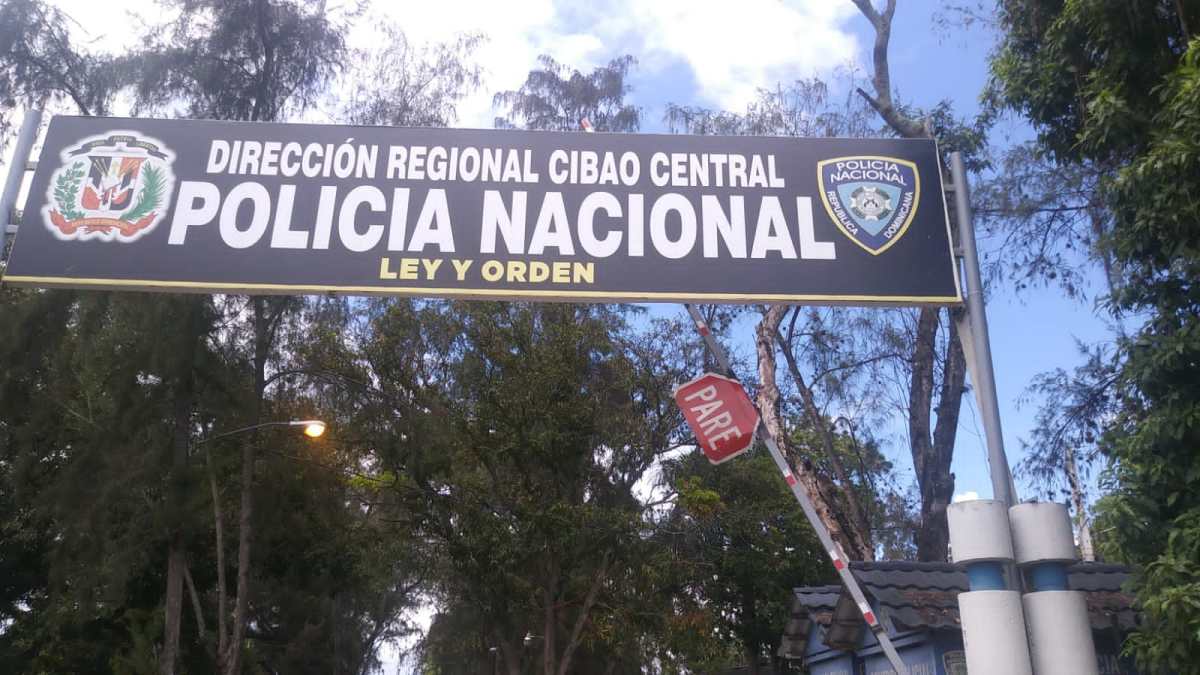 DIRECCIÓN REGIONAL CIBAO CENTRAL
POLICIA NACIONAL
LEY Y ORDEN
POLICIA
NACIONAL
REPUBLICA
DOMINICANA
PARE